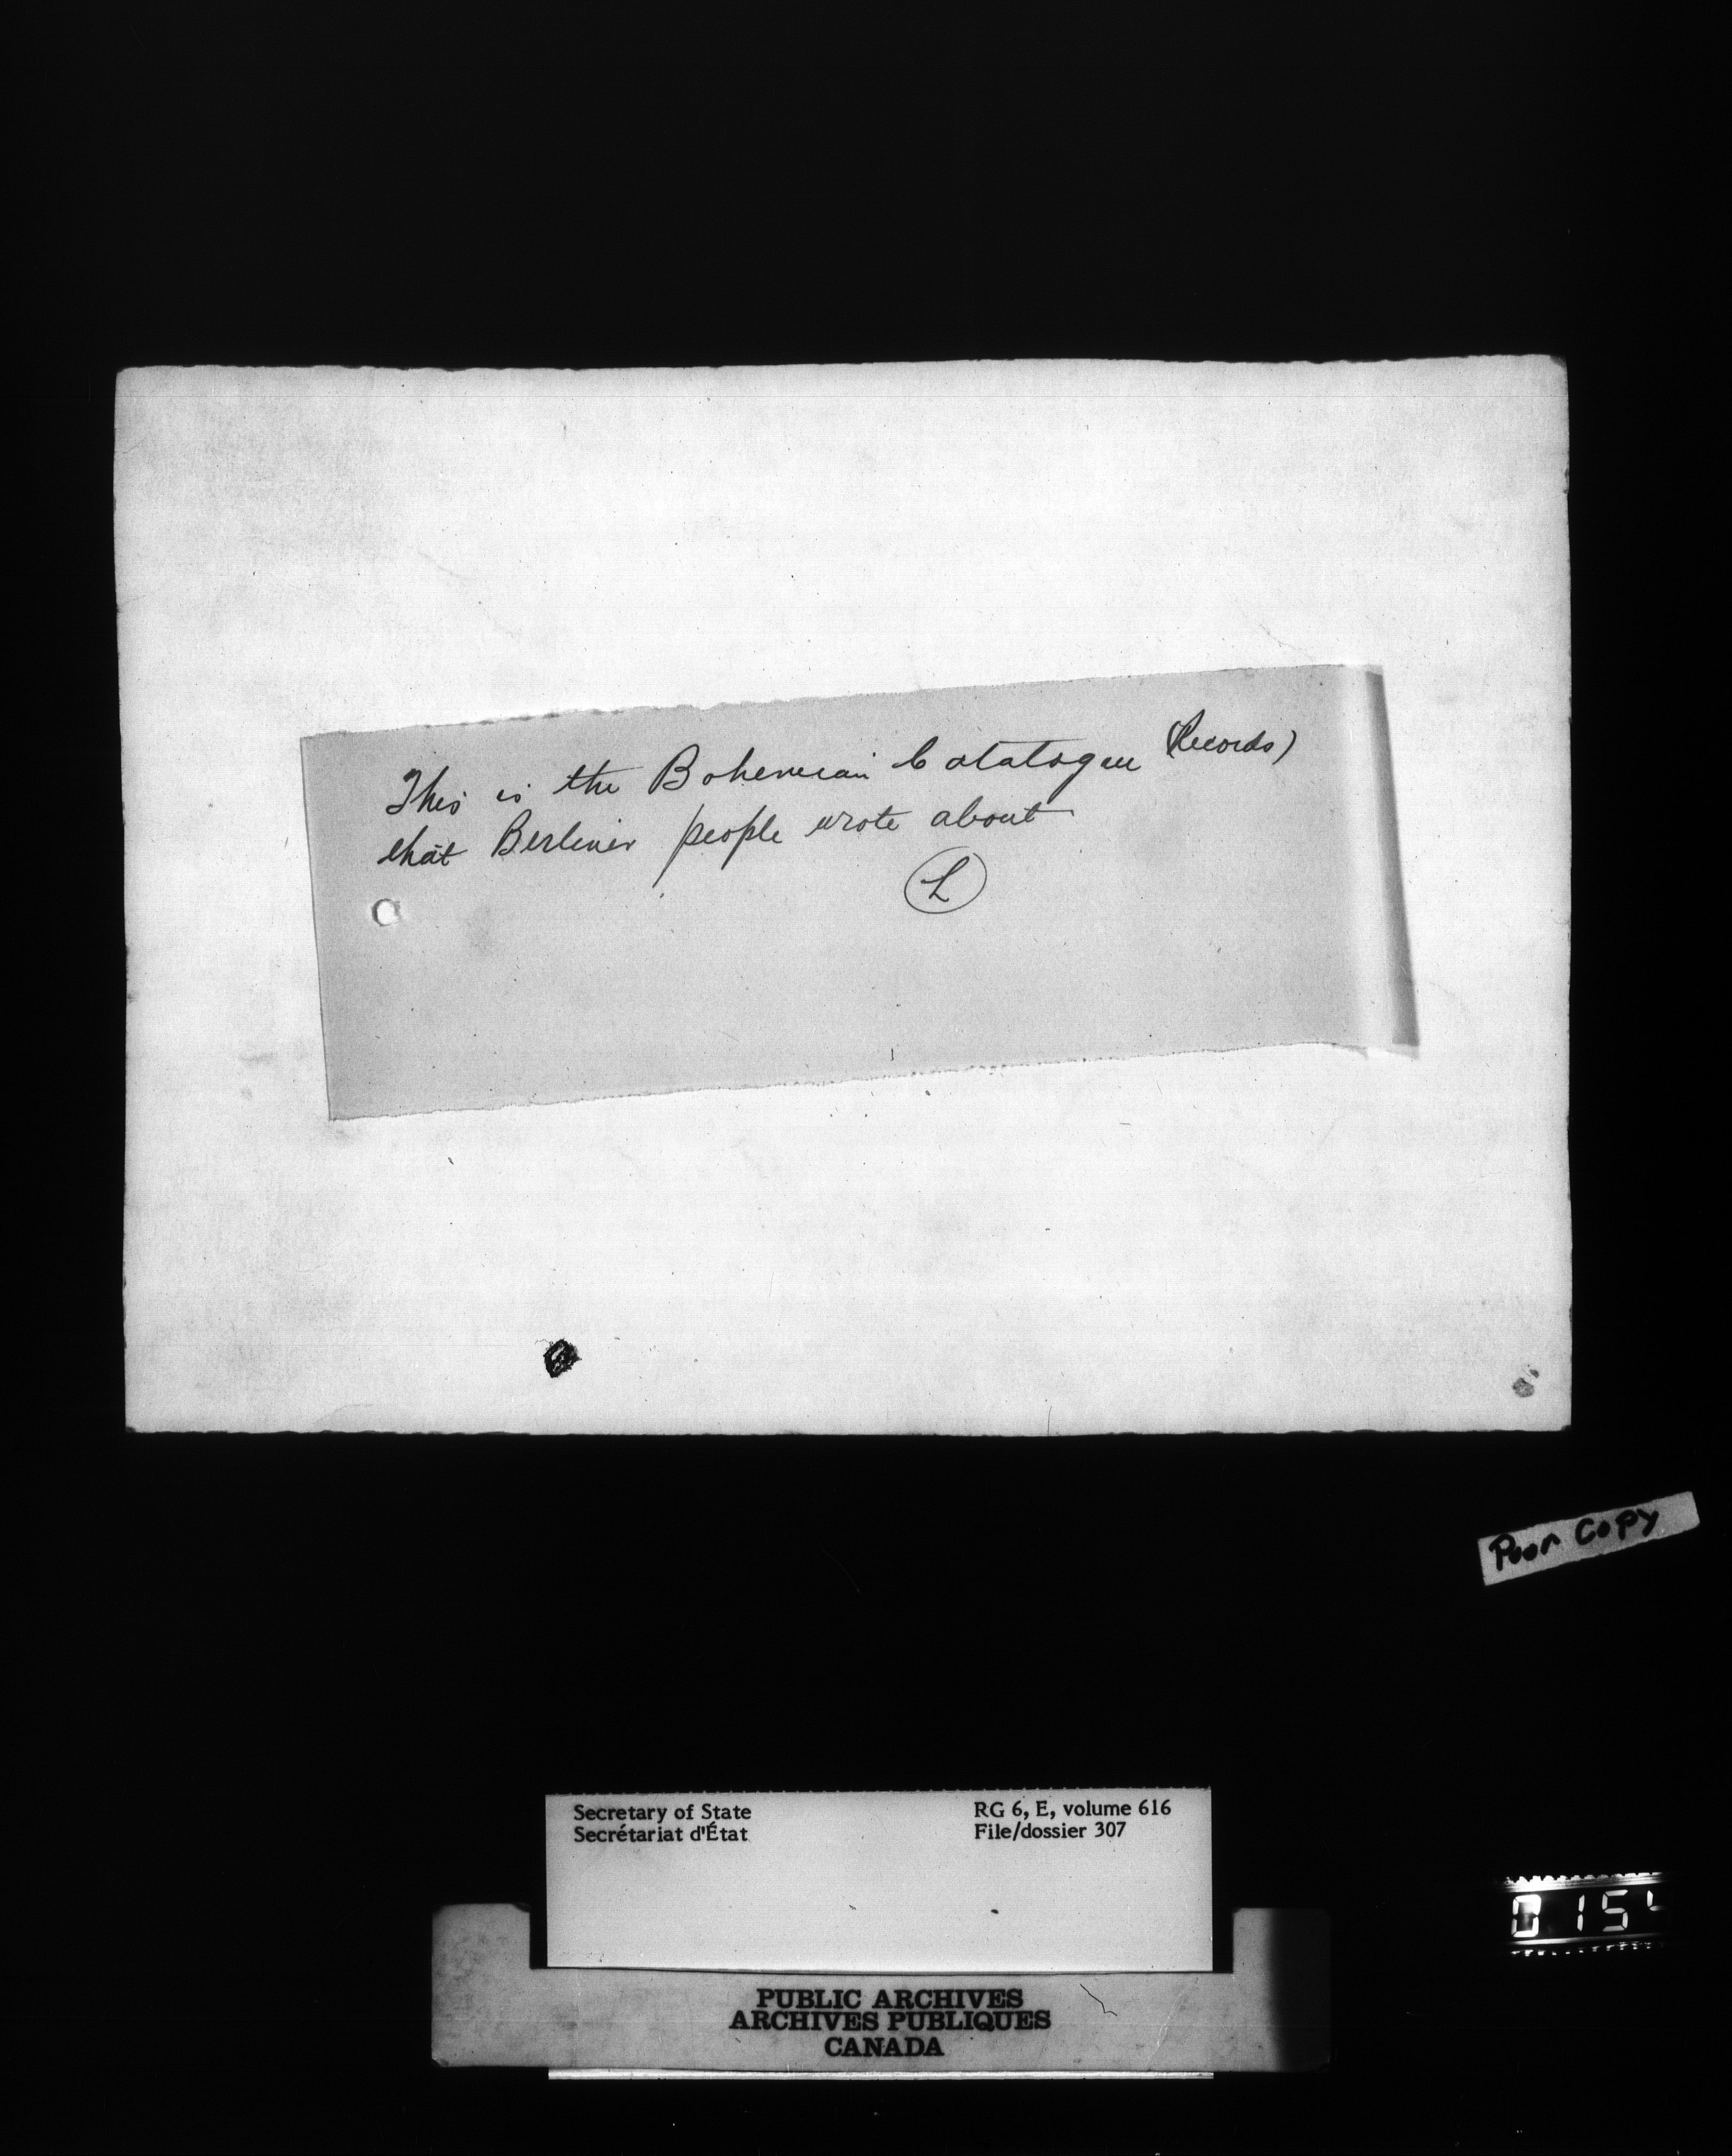 This is the Bohemian Catalogue (Records)
that Berliner people wrote about
L
Poor Copy
Secretary of State
Secrétariat d'État
RG 6, E, volume 616
File/dossier 307
0154
PUBLIC ARCHIVES
ARCHIVES PUBLIQUES
CANADA